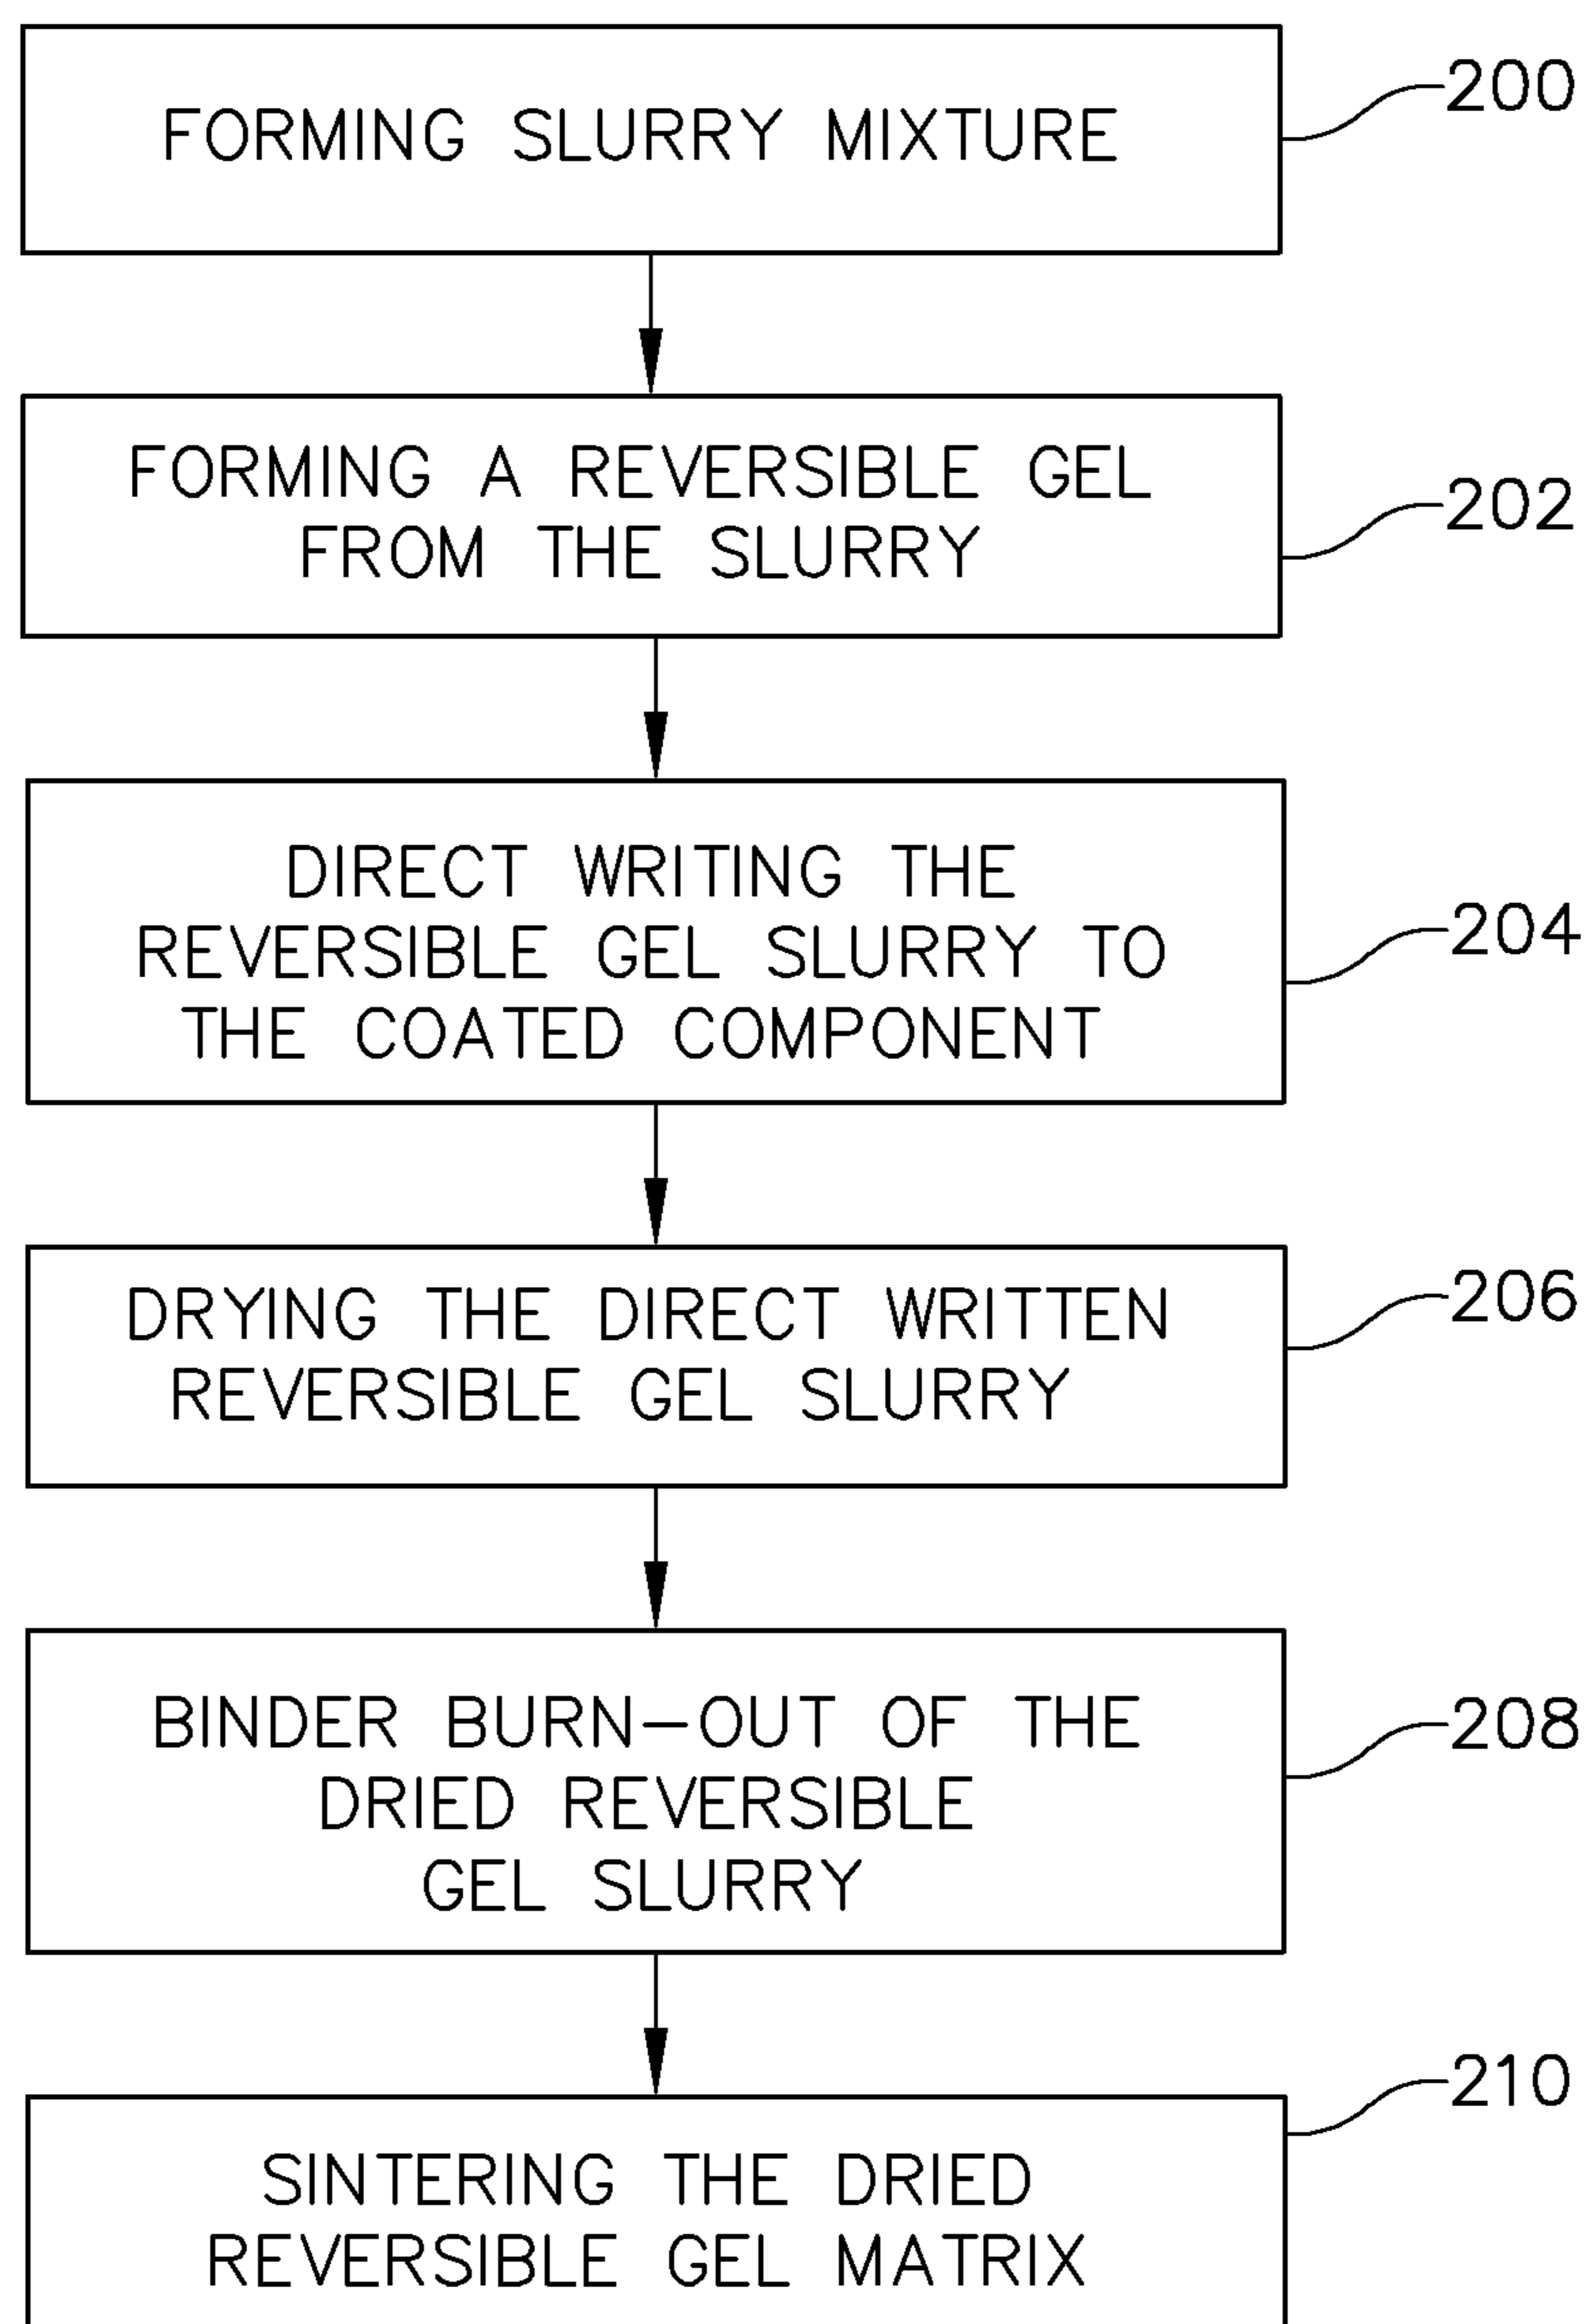 FORMING SLURRY MIXTURE
200
FORMING A REVERSIBLE GEL
FROM THE SLURRY
202
DIRECT WRITING THE
REVERSIBLE GEL SLURRY TO
THE COATED COMPONENT
204
DRYING THE DIRECT WRITTEN
REVERSIBLE GEL SLURRY
206
BINDER BURN-OUT OF THE
DRIED REVERSIBLE
GEL SLURRY
208
SINTERING THE DRIED
REVERSIBLE GEL MATRIX
210